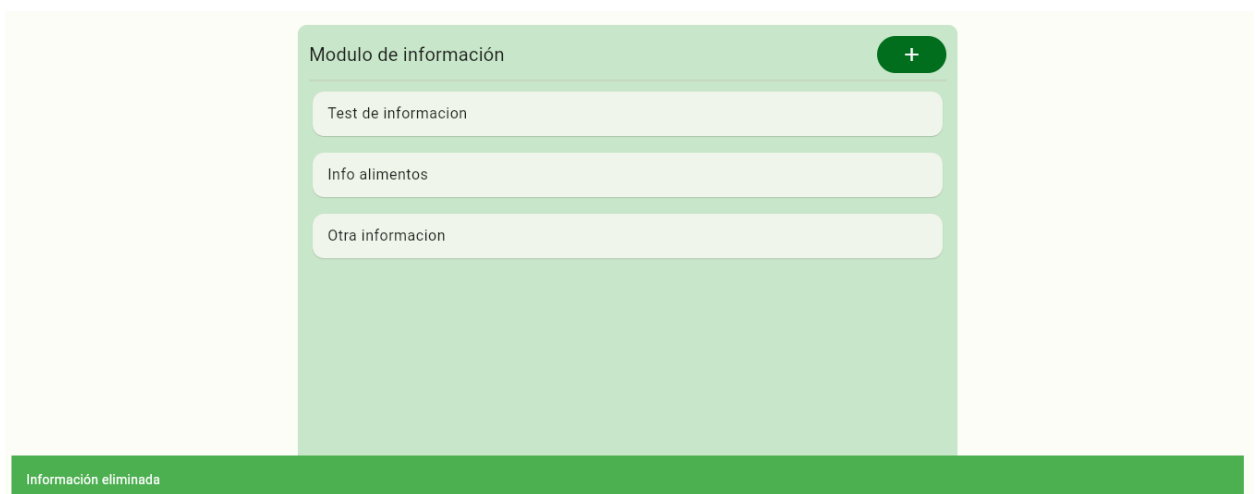 Modulo de información
+
Test de informacion
Info alimentos
Otra informacion
Información eliminada